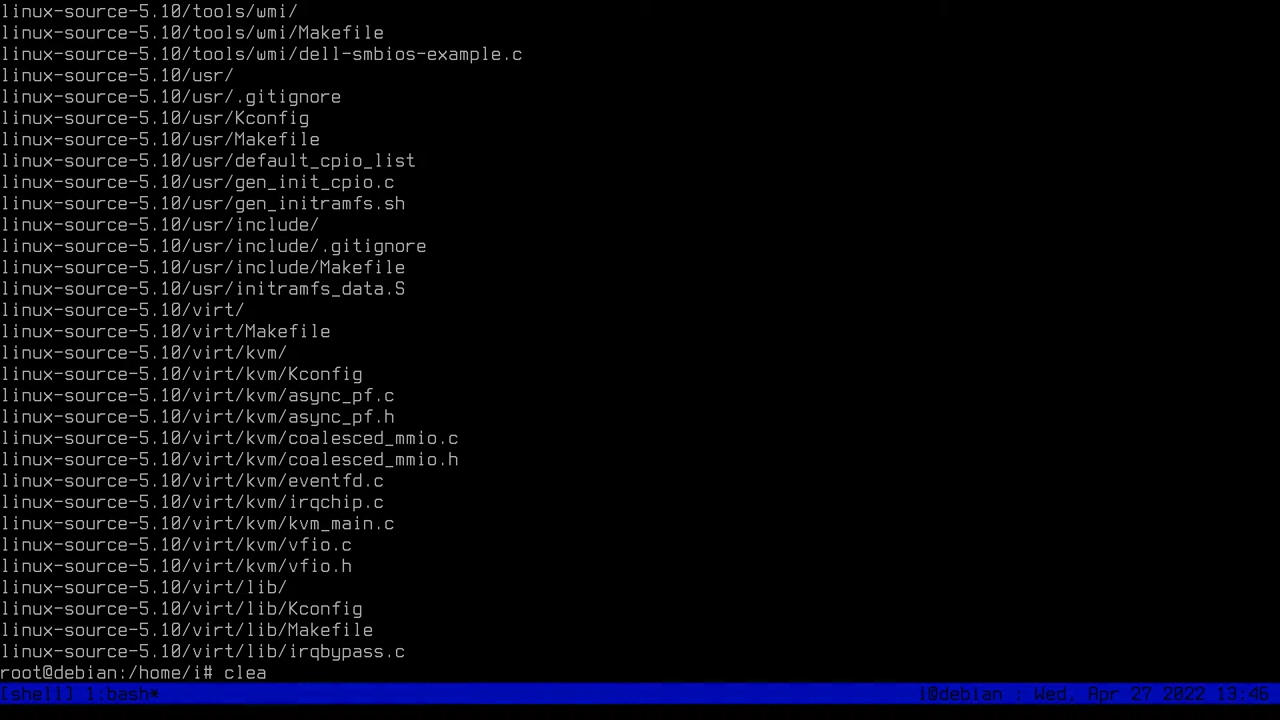 linux-source-5.10/tools/wmi/
linux-source-5.10/tools/wmi/Makefile
linux-source-5.10/tools/wmi/dell-smbios-example.c
linux-source-5.10/usr/
linux-source-5.10/usr/.gitignore
linux-source-5.10/usr/Kconfig
linux-source-5.10/usr/Makefile
linux-source-5.10/usr/default_cpio_list
linux-source-5.10/usr/gen_init_cpio.c
linux-source-5.10/usr/gen_initramfs.sh
linux-source-5.10/usr/include/
linux-source-5.10/usr/include/.gitignore
linux-source-5.10/usr/include/Makefile
linux-source-5.10/usr/initramfs_data.S
linux-source-5.10/virt/
linux-source-5.10/virt/Makefile
linux-source-5.10/virt/kvm/
linux-source-5.10/virt/kvm/Kconfig
linux-source-5.10/virt/kvm/async_pf.c
linux-source-5.10/virt/kvm/async_pf.h
linux-source-5.10/virt/kvm/coalesced_mmio.c
linux-source-5.10/virt/kvm/coalesced_mmio.h
linux-source-5.10/virt/kvm/eventfd.c
linux-source-5.10/virt/kvm/irqchip.c
linux-source-5.10/virt/kvm/kvm_main.c
linux-source-5.10/virt/kvm/vfio.c
linux-source-5.10/virt/kvm/vfio.h
linux-source-5.10/virt/lib/
linux-source-5.10/virt/lib/Kconfig
linux-source-5.10/virt/lib/Makefile
linux-source-5.10/virt/lib/irqbypass.c
root@debian:/home/i# clea
[shell] 1:bash* i@debian : Wed, Apr 27 2022 13:46